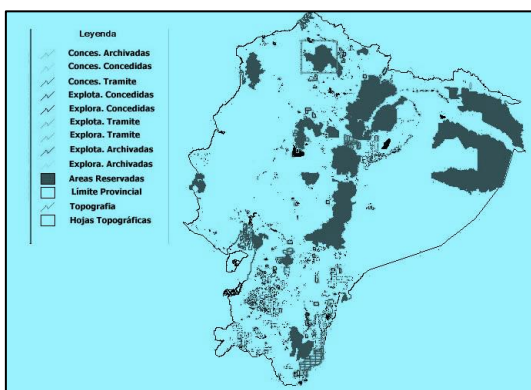 Leyenda
Conces. Archivadas
Conces. Concedidas
Conces. Tramite
Explota. Concedidas
Explora. Concedidas
Explota. Tramite
Explora. Tramite
Explota. Archivadas
Explora. Archivadas
Areas Reservadas
Límite Provincial
Topografia
Hojas Topográficas